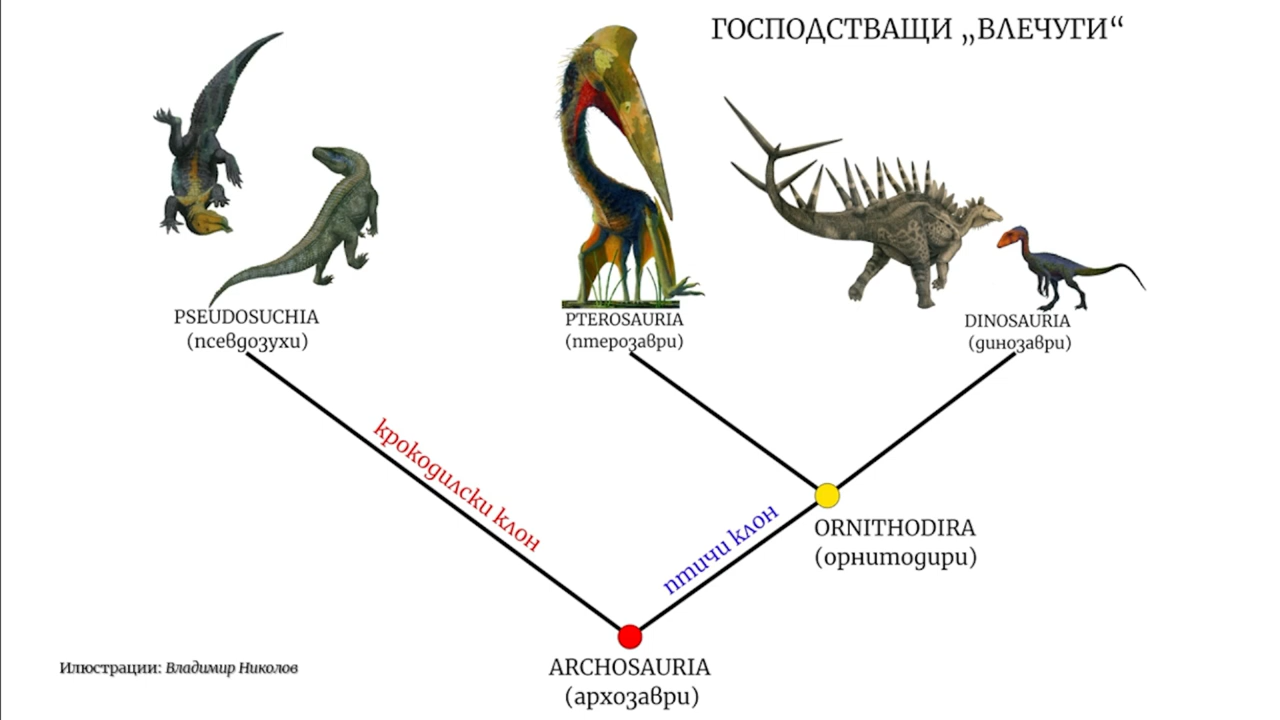 ГОСПОДСТВАЩИ „ВЛЕЧУГИ“
PSEUDOSUCHIA
(псевдозухи)
PTEROSAURIA
(птерозаври)
DINOSAURIA
(динозаври)
крокодилски клон
птичи клон
ORNITHODIRA
(орнитодири)
ARCHOSAURIA
(архозаври)
Илюстрации: Владимир Николов